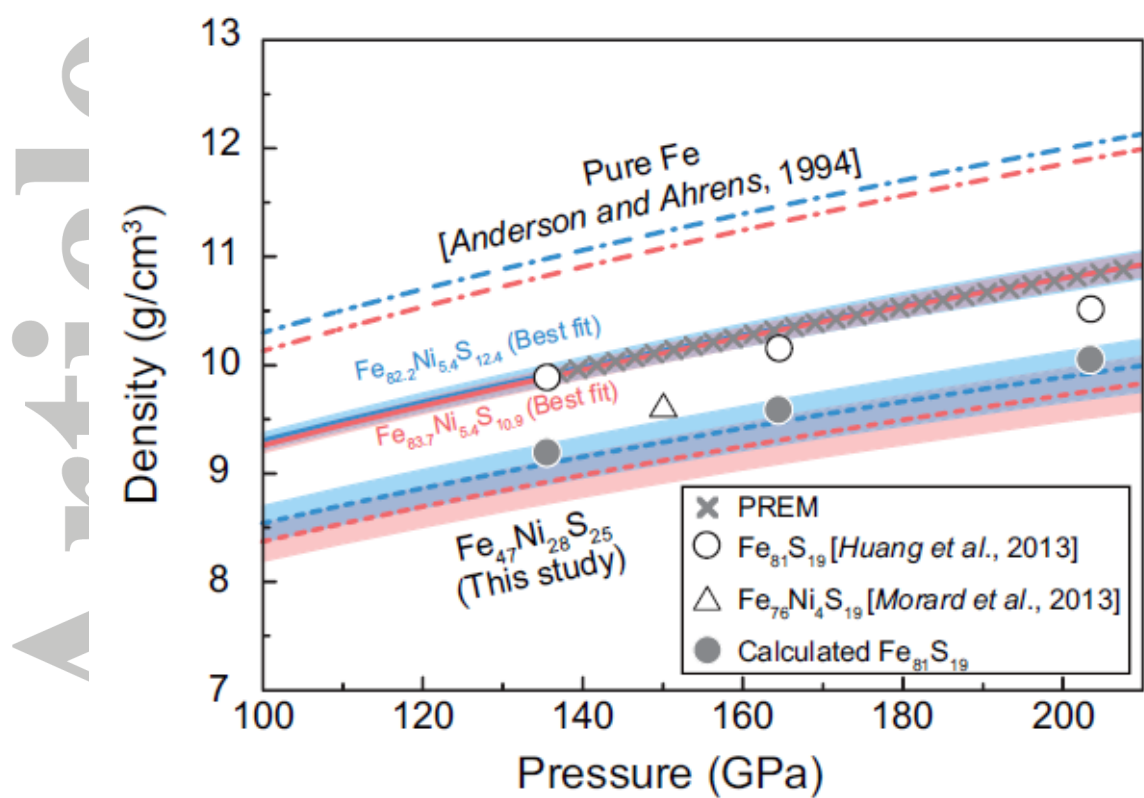 Article
13
12
11
10
9
8
7
Density (g/cm³)
Pure Fe
[Anderson and Ahrens, 1994]
Fe₈₂.₂Ni₅.₄S₁₂.₄ (Best fit)
Fe₈₃.₇Ni₅.₄S₁₀.₉ (Best fit)
Fe₄₇Ni₂₈S₂₅
(This study)
PREM
Fe₈₁S₁₉ [Huang et al., 2013]
Fe₇₆Ni₄S₁₉ [Morard et al., 2013]
Calculated Fe₈₁S₁₉
100
120
140
160
180
200
Pressure (GPa)